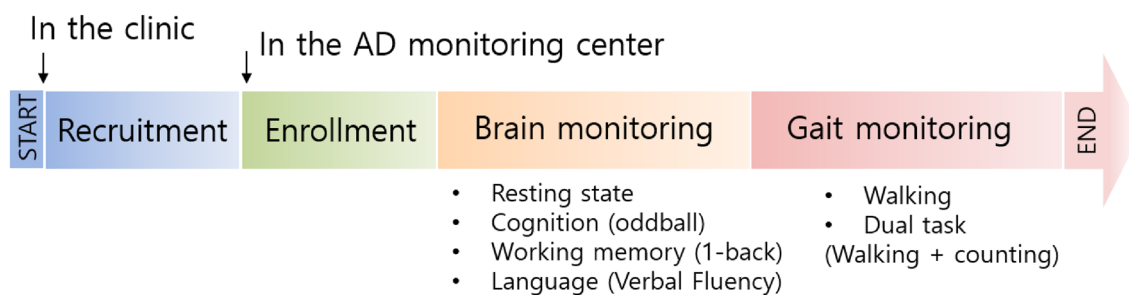 In the clinic
In the AD monitoring center
START
Recruitment
Enrollment
Brain monitoring
Gait monitoring
END
• Resting state
• Cognition (oddball)
• Working memory (1-back)
• Language (Verbal Fluency)
• Walking
• Dual task
(Walking + counting)